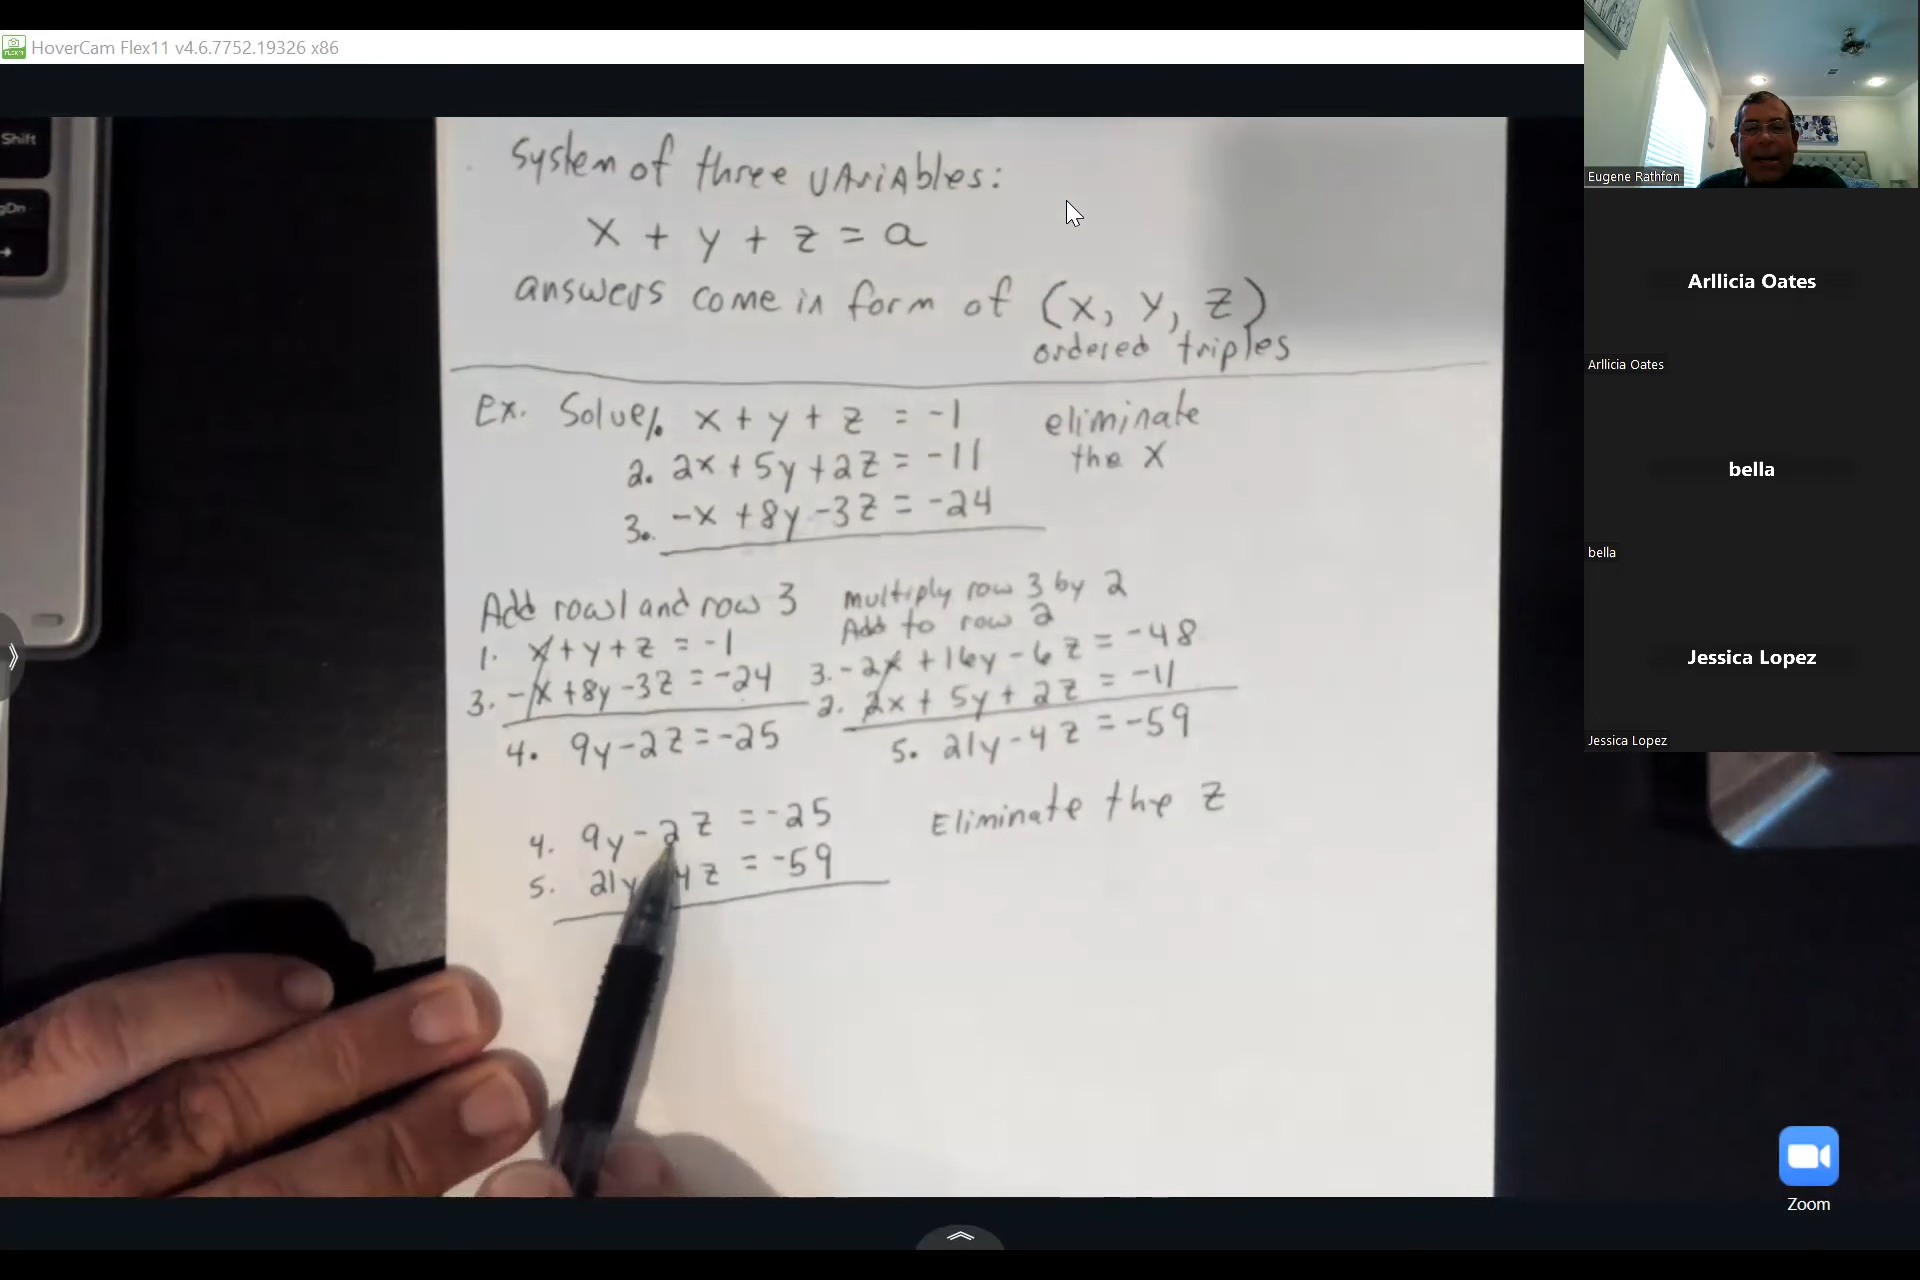 HoverCam Flex11 v4.6.7752.19326 x86
Shift
gDn
System of three variables:
x + y + z = a
answers come in form of (x, y, z)
ordered triples
Ex. Solve/. x + y + z = -1
eliminate
the x
2. 2x + 5y + 2z = -11
3. -x + 8y - 3z = -24
Add row 1 and row 3
1. x + y + z = -1
3. -x + 8y - 3z = -24
4. 9y - 2z = -25
Multiply row 3 by 2
Add to row 2
3. -2x + 16y - 6z = -48
2. 2x + 5y + 2z = -11
5. 21y - 4z = -59
4. 9y - 2z = -25
5. 21y 4z = -59
Eliminate the z
Eugene Rathfon
Arllicia Oates
Arllicia Oates
bella
bella
Jessica Lopez
Jessica Lopez
Zoom